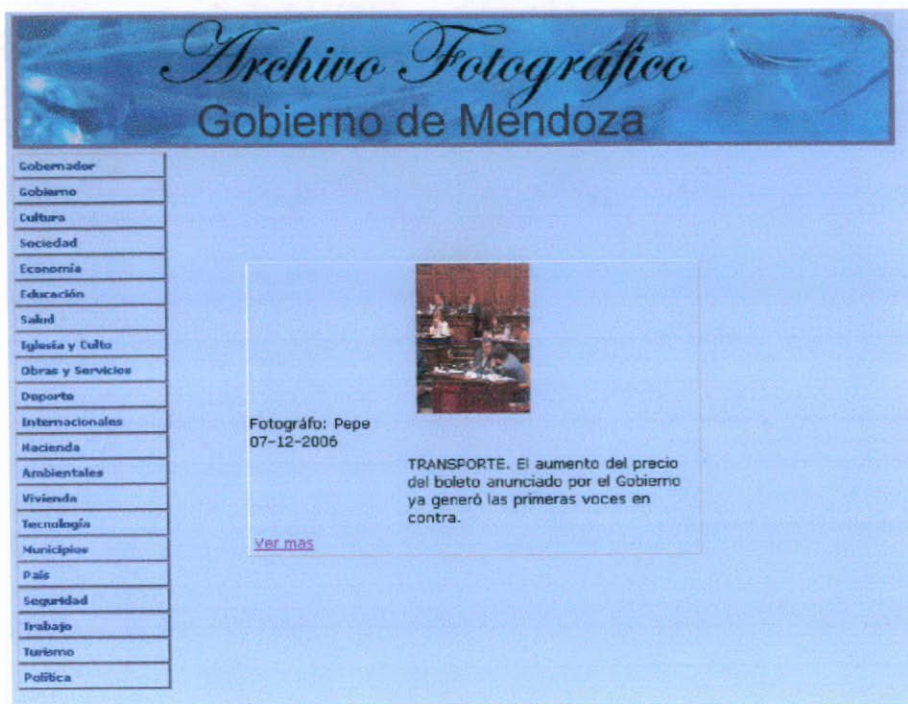 Archivo Fotográfico
Gobierno de Mendoza
Gobernador
Gobierno
Cultura
Sociedad
Economía
Educación
Salud
Iglesia y Culto
Obras y Servicios
Deporte
Internacionales
Hacienda
Ambientales
Vivienda
Tecnología
Municipios
País
Seguridad
Trabajo
Turismo
Política
Fotográfo: Pepe
07-12-2006
TRANSPORTE. El aumento del precio
del boleto anunciado por el Gobierno
ya generó las primeras voces en
contra.
Ver mas